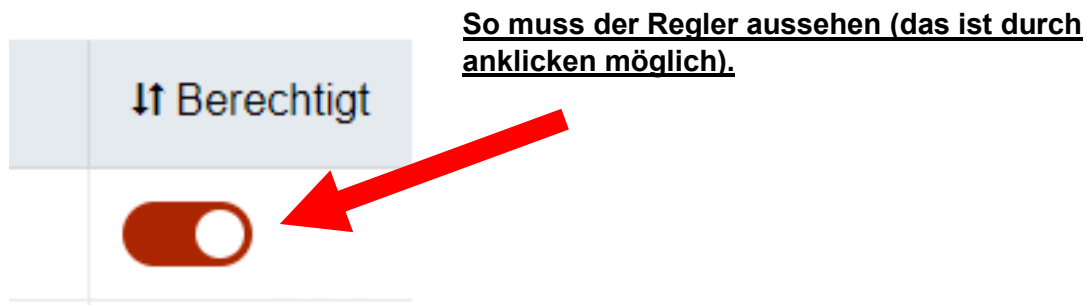 So muss der Regler aussehen (das ist durch
anklicken möglich).
Berechtigt